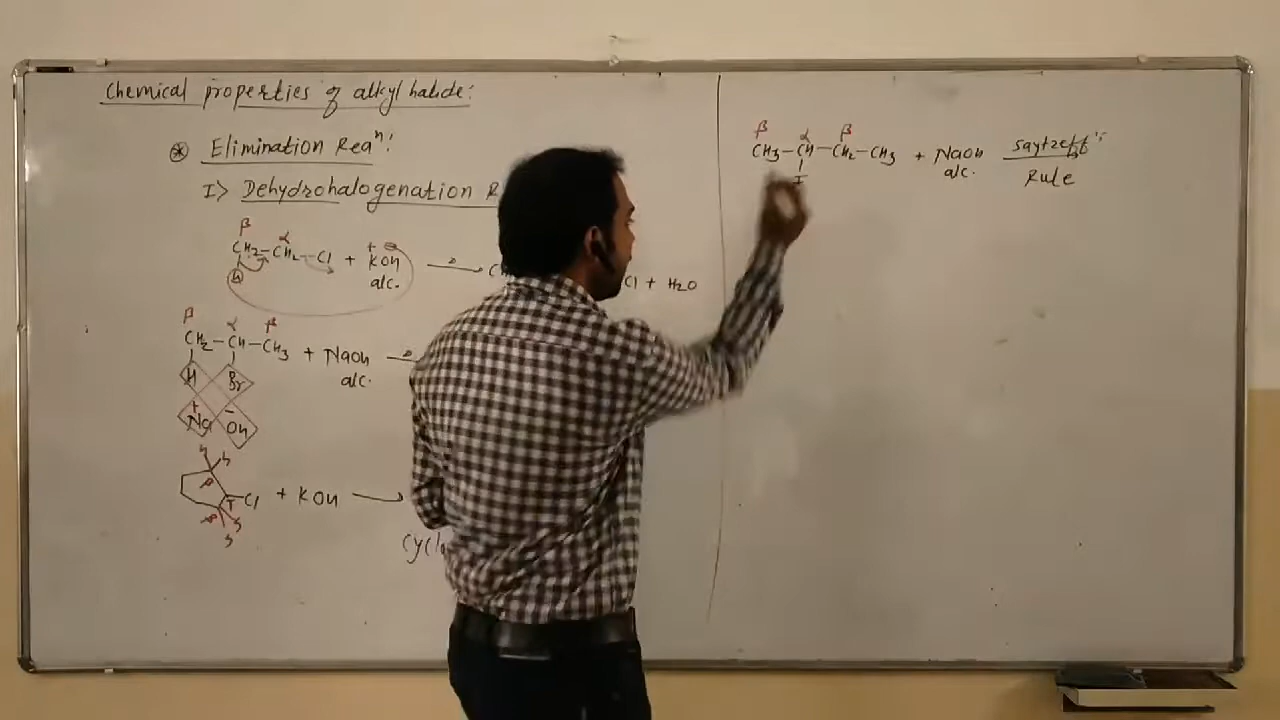 Chemical properties of alkyl halide:
* Elimination Reaⁿ:
I> Dehydrohalogenation R
β
CH₂-CH₂-Cl + KOH
α
+
H
alc.
Cl + H₂O
β α β
CH₂-CH-CH₃ + NaOH
alc.
H Br
+ -
Na OH
H H
β
Cl + KOH
β H
H
cyclo
β α β
CH₃-CH-CH₂-CH₃ + NaOH saytzeff's
I alc. Rule